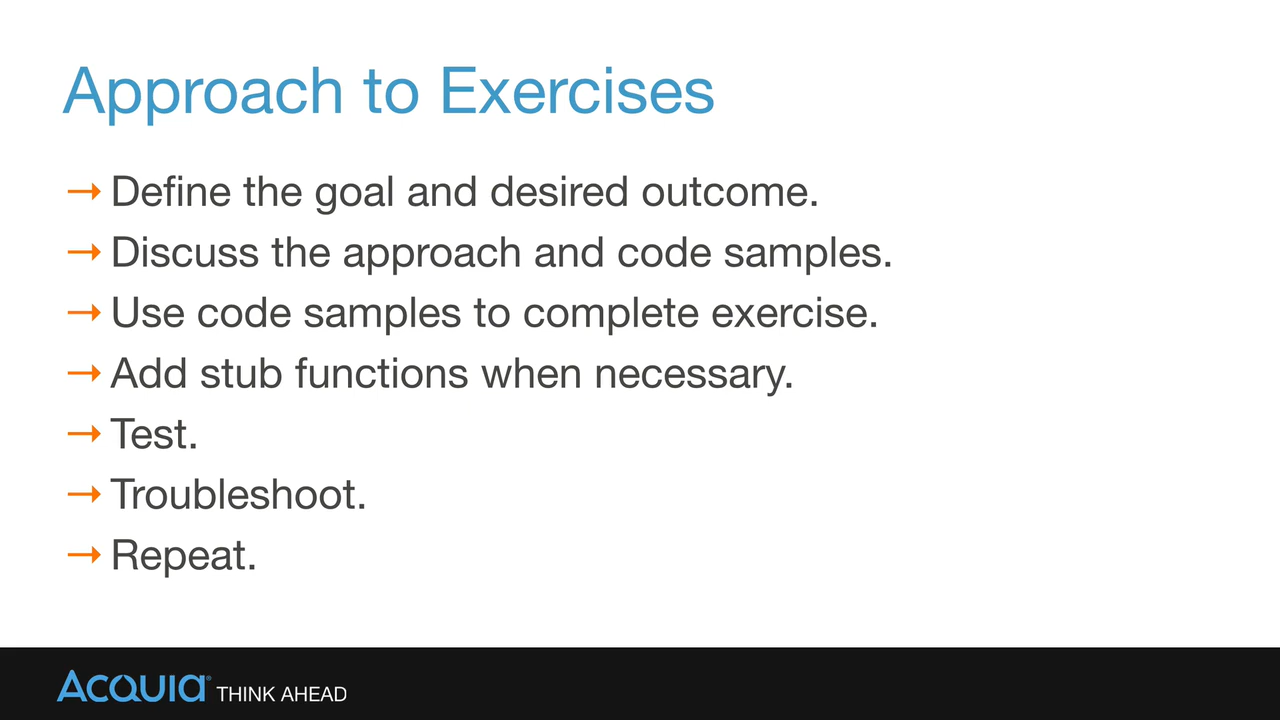 Approach to Exercises
→ Define the goal and desired outcome.
→ Discuss the approach and code samples.
→ Use code samples to complete exercise.
→ Add stub functions when necessary.
→ Test.
→ Troubleshoot.
→ Repeat.
ACQUIA® THINK AHEAD